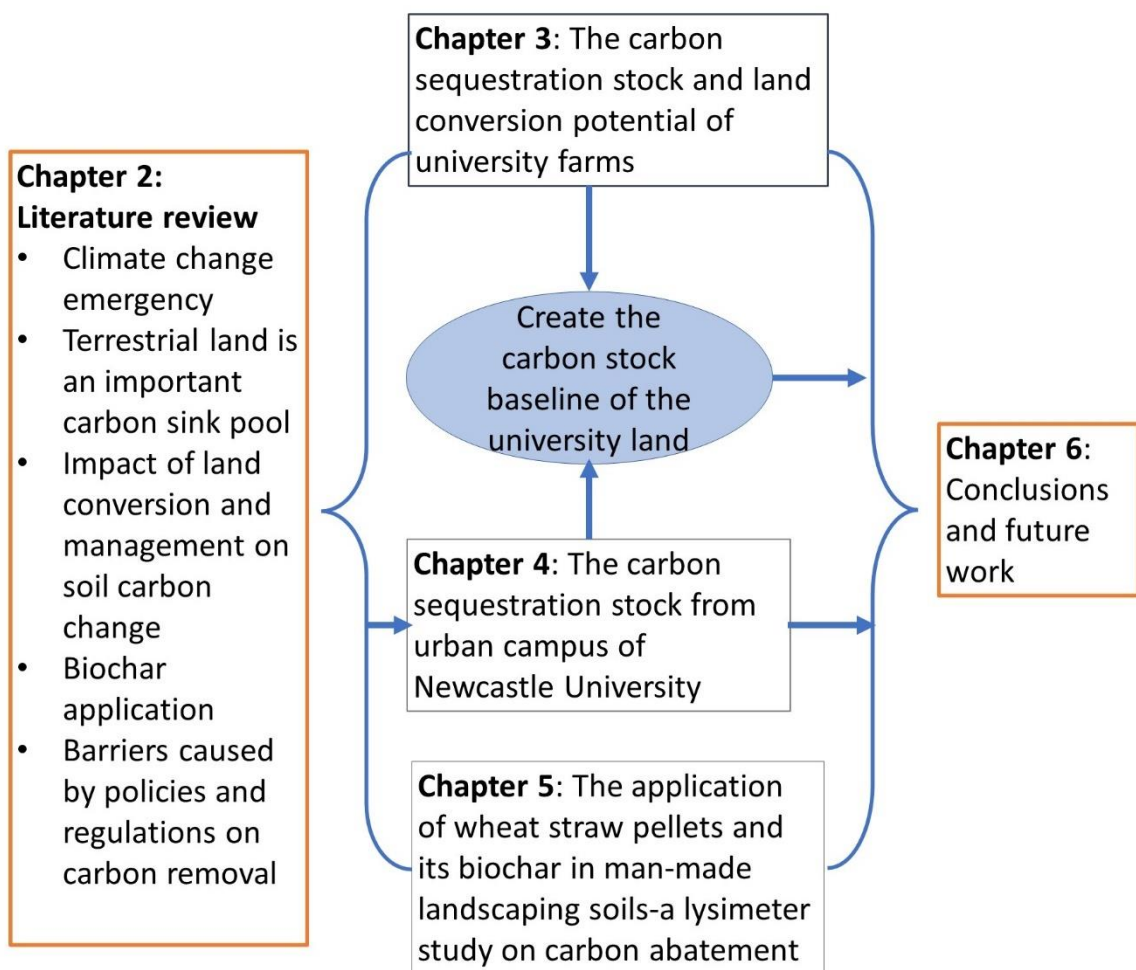 Chapter 2:
Literature review
• Climate change
emergency
• Terrestrial land is
an important
carbon sink pool
• Impact of land
conversion and
management on
soil carbon
change
• Biochar
application
• Barriers caused
by policies and
regulations on
carbon removal
Chapter 3: The carbon
sequestration stock and land
conversion potential of
university farms
Create the
carbon stock
baseline of the
university land
Chapter 4: The carbon
sequestration stock from
urban campus of
Newcastle University
Chapter 5: The application
of wheat straw pellets and
its biochar in man-made
landscaping soils-a lysimeter
study on carbon abatement
Chapter 6:
Conclusions
and future
work